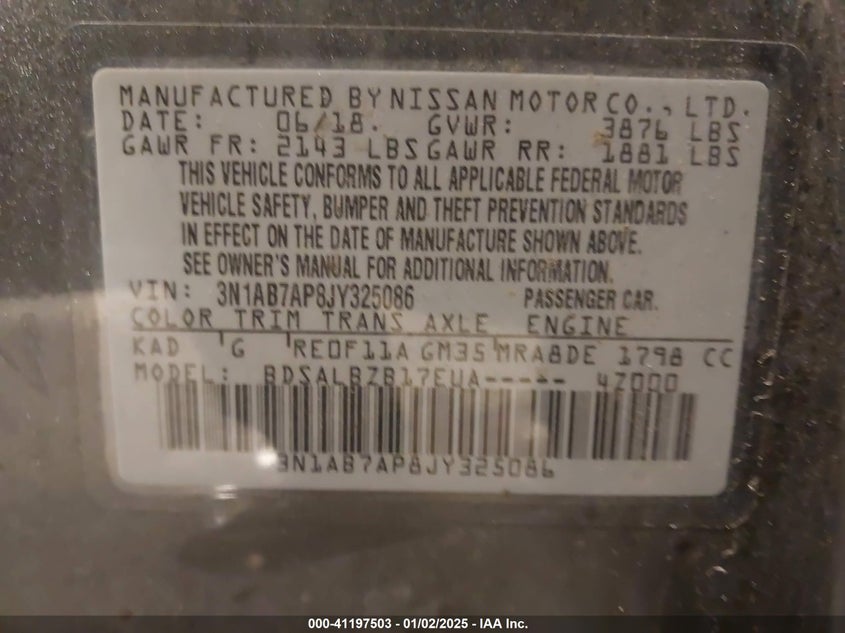 MANUFACTURED BY NISSAN MOTOR CO., LTD.
DATE: 06/18. GVWR: 3876 LBS
GAWR FR: 2143 LBS GAWR RR: 1881 LBS
THIS VEHICLE CONFORMS TO ALL APPLICABLE FEDERAL MOTOR
VEHICLE SAFETY, BUMPER AND THEFT PREVENTION STANDARDS
IN EFFECT ON THE DATE OF MANUFACTURE SHOWN ABOVE.
SEE OWNER'S MANUAL FOR ADDITIONAL INFORMATION.
VIN: 3N1AB7AP8JY325086 PASSENGER CAR.
COLOR TRIM TRANS AXLE ENGINE
KAD G RE0F11A GM35 MRA8DE 1798 CC
MODEL: BDSALBZB17EUA----- 4Z000
3N1AB7AP8JY325086
000-41197503 - 01/02/2025 - IAA Inc.